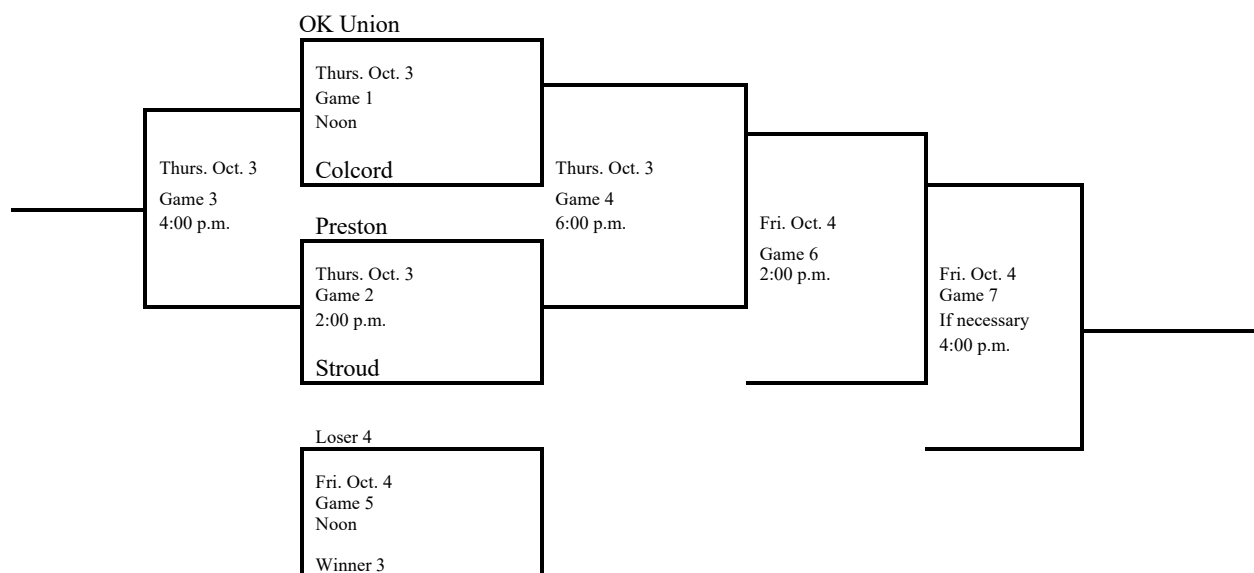 OK Union
Thurs. Oct. 3
Game 1
Noon
Colcord
Thurs. Oct. 3
Game 3
4:00 p.m.
Thurs. Oct. 3
Game 4
6:00 p.m.
Preston
Thurs. Oct. 3
Game 2
2:00 p.m.
Stroud
Fri. Oct. 4
Game 6
2:00 p.m.
Fri. Oct. 4
Game 7
If necessary
4:00 p.m.
Loser 4
Fri. Oct. 4
Game 5
Noon
Winner 3